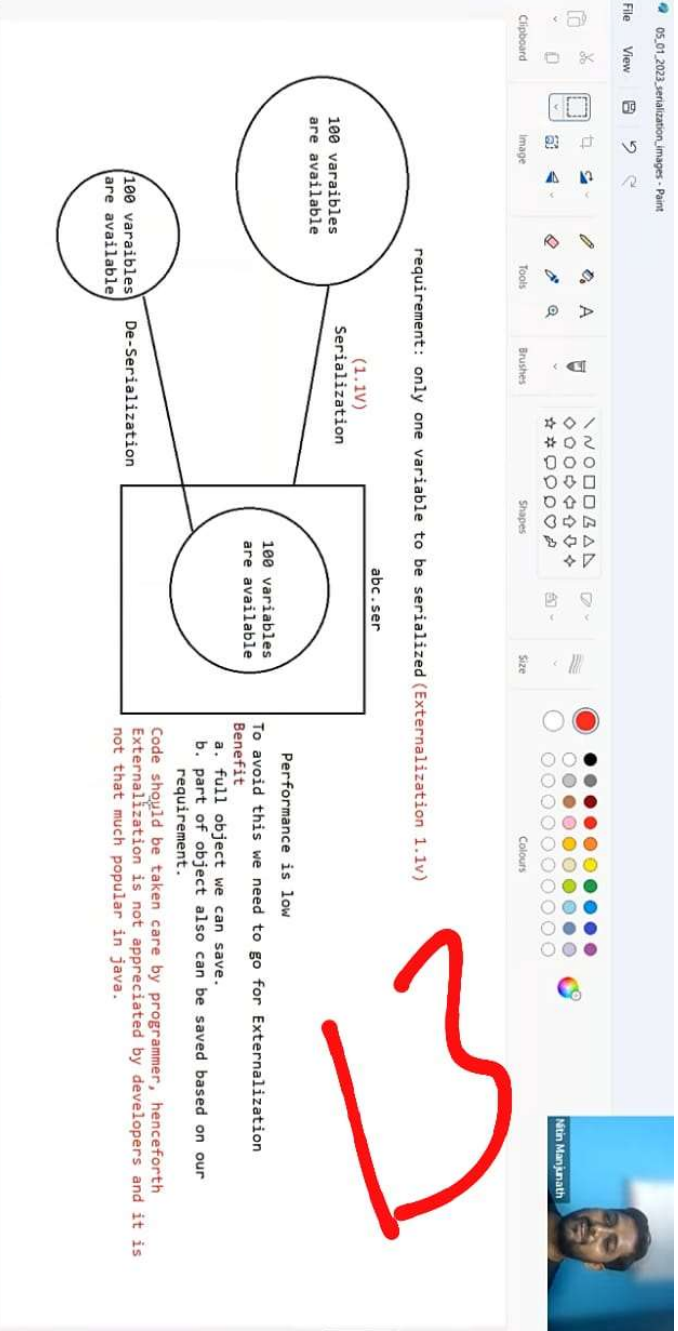 05_01_2023_serialization_images - Paint
File View
Clipboard
Image
Tools
Brushes
Shapes
Size
Colours
Nitin Manjunath
requirement: only one variable to be serialized (Externalization 1.1v)
100 varaibles
are available
(1.1V)
Serialization
abc.ser
100 variables
are available
100 varaibles
are available
De-Serialization
Performance is low
To avoid this we need to go for Externalization
Benefit
a. full object we can save.
b. part of object also can be saved based on our
requirement.
Code should be taken care by programmer, henceforth
Externalization is not appreciated by developers and it is
not that much popular in java.